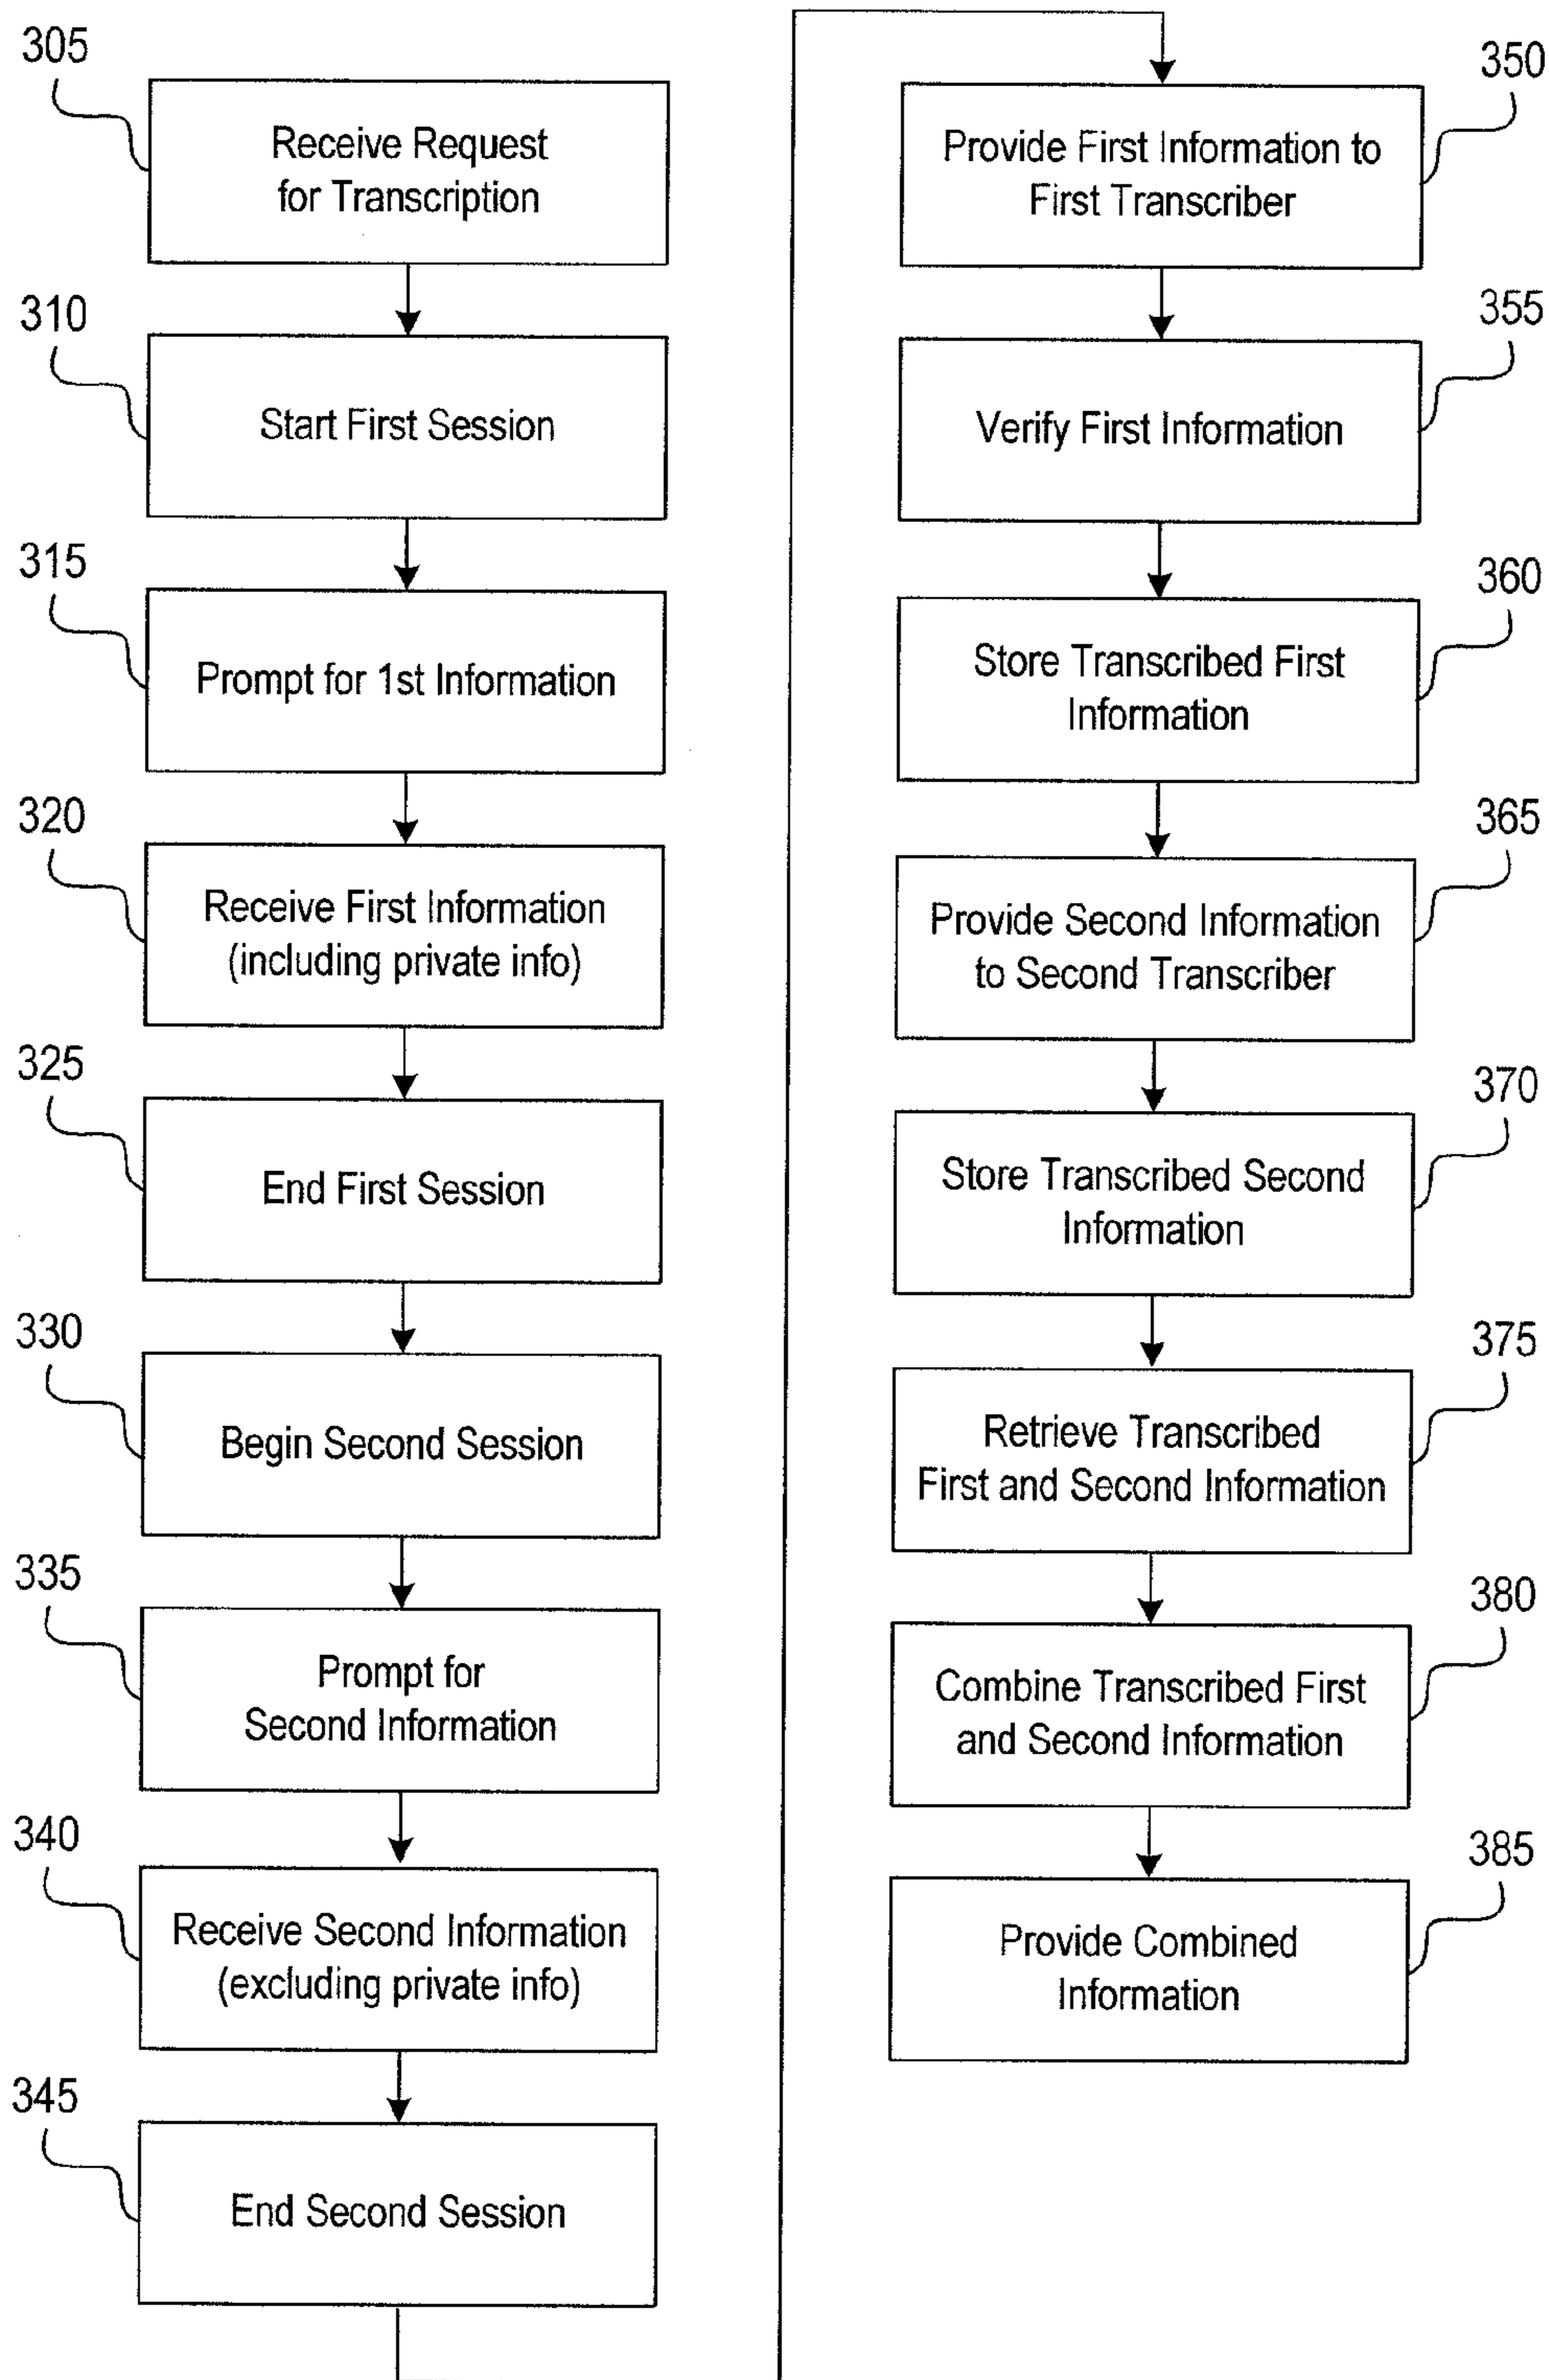 305
Receive Request
for Transcription
310
Start First Session
315
Prompt for 1st Information
320
Receive First Information
(including private info)
325
End First Session
330
Begin Second Session
335
Prompt for
Second Information
340
Receive Second Information
(excluding private info)
345
End Second Session
350
Provide First Information to
First Transcriber
355
Verify First Information
360
Store Transcribed First
Information
365
Provide Second Information
to Second Transcriber
370
Store Transcribed Second
Information
375
Retrieve Transcribed
First and Second Information
380
Combine Transcribed First
and Second Information
385
Provide Combined
Information